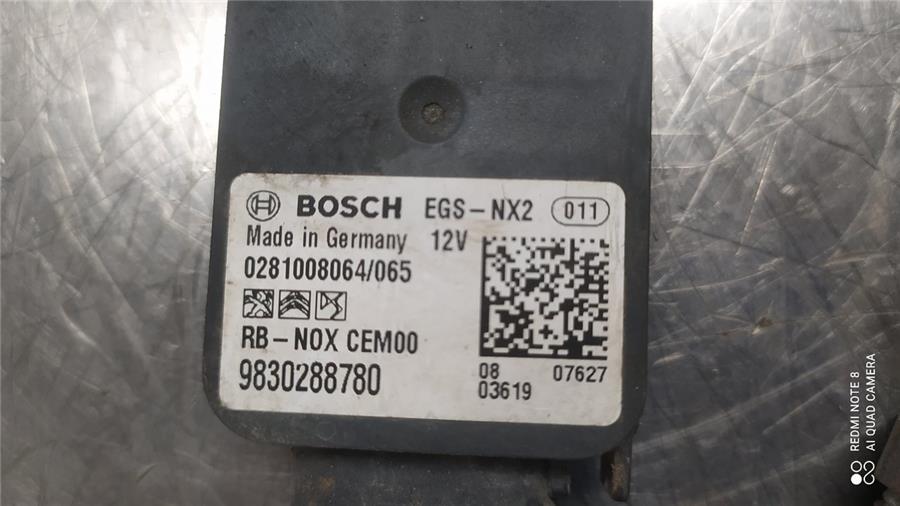 BOSCH EGS-NX2 011
Made in Germany 12V
0281008064/065
RB-NOX CEM00
9830288780
08 07627
03619
REDMI NOTE 8
AI QUAD CAMERA